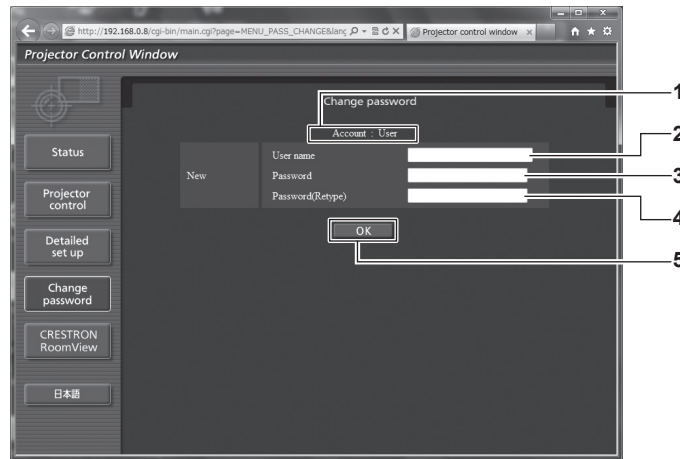 http://192.168.0.8/cgi-bin/main.cgi?page=MENU_PASS_CHANGE&lang
Projector control window
Projector Control Window
Change password
Account : User
New
User name
Password
Password(Retype)
OK
Status
Projector
control
Detailed
set up
Change
password
CRESTRON
RoomView
日本語
1
2
3
4
5